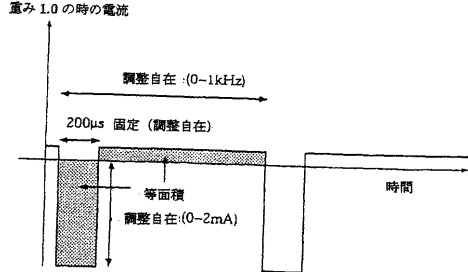 重み 1.0 の時の電流
調整自在 :(0~1kHz)
200μs 固定 (調整自在)
時間
等面積
調整自在:(0~2mA)